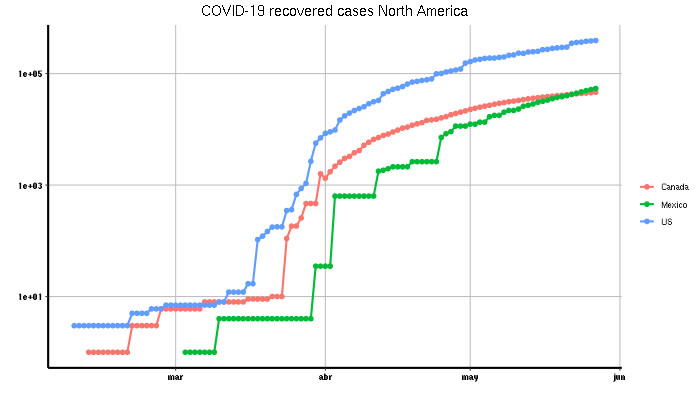 COVID-19 recovered cases North America
1e+05
1e+03
1e+01
mar
abr
may
jun
Canada
Mexico
US